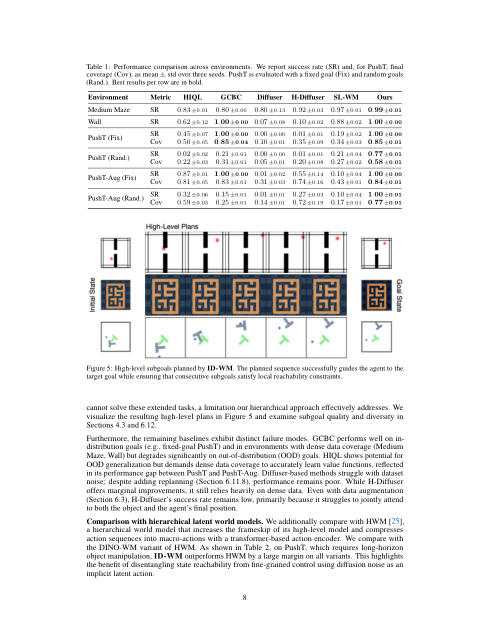 Table 1: Performance comparison across environments. We report success rate (SR) and, for PushT, final
coverage (Cov), as mean ± std over three seeds. PushT is evaluated with a fixed goal (Fix) and random goals
(Rand.). Best results per row are in bold.
Environment Metric HIQL GCBC Diffuser H-Diffuser SL-WM Ours
Medium Maze SR 0.83 ±0.01 0.80 ±0.00 0.80 ±0.13 0.92 ±0.03 0.97 ±0.01 0.99 ±0.01
Wall SR 0.62 ±0.12 1.00 ±0.00 0.07 ±0.08 0.10 ±0.02 0.88 ±0.02 1.00 ±0.00
PushT (Fix) SR 0.45 ±0.07 1.00 ±0.00 0.00 ±0.00 0.01 ±0.01 0.19 ±0.02 1.00 ±0.00
Cov 0.50 ±0.05 0.85 ±0.04 0.10 ±0.01 0.35 ±0.09 0.34 ±0.03 0.85 ±0.01
PushT (Rand.) SR 0.02 ±0.02 0.21 ±0.01 0.00 ±0.00 0.01 ±0.01 0.21 ±0.04 0.77 ±0.01
Cov 0.22 ±0.03 0.31 ±0.01 0.05 ±0.01 0.20 ±0.08 0.27 ±0.02 0.58 ±0.01
PushT-Aug (Fix) SR 0.87 ±0.01 1.00 ±0.00 0.01 ±0.02 0.55 ±0.14 0.10 ±0.04 1.00 ±0.00
Cov 0.81 ±0.05 0.83 ±0.01 0.31 ±0.03 0.74 ±0.16 0.43 ±0.01 0.84 ±0.01
PushT-Aug (Rand.) SR 0.32 ±0.06 0.15 ±0.01 0.01 ±0.01 0.27 ±0.03 0.10 ±0.04 1.00 ±0.01
Cov 0.59 ±0.03 0.25 ±0.01 0.14 ±0.01 0.72 ±0.19 0.17 ±0.01 0.77 ±0.01
High-Level Plans
Initial State
Goal State
Figure 5: High-level subgoals planned by ID-WM. The planned sequence successfully guides the agent to the
target goal while ensuring that consecutive subgoals satisfy local reachability constraints.
cannot solve these extended tasks, a limitation our hierarchical approach effectively addresses. We
visualize the resulting high-level plans in Figure 5 and examine subgoal quality and diversity in
Sections 4.3 and 6.12.
Furthermore, the remaining baselines exhibit distinct failure modes. GCBC performs well on in-
distribution goals (e.g., fixed-goal PushT) and in environments with dense data coverage (Medium
Maze, Wall) but degrades significantly on out-of-distribution (OOD) goals. HIQL shows potential for
OOD generalization but demands dense data coverage to accurately learn value functions, reflected
in its performance gap between PushT and PushT-Aug. Diffuser-based methods struggle with dataset
noise; despite adding replanning (Section 6.11.8), performance remains poor. While H-Diffuser
offers marginal improvements, it still relies heavily on dense data. Even with data augmentation
(Section 6.3), H-Diffuser's success rate remains low, primarily because it struggles to jointly attend
to both the object and the agent's final position.
Comparison with hierarchical latent world models. We additionally compare with HWM [25],
a hierarchical world model that increases the frameskip of its high-level model and compresses
action sequences into macro-actions with a transformer-based action encoder. We compare with
the DINO-WM variant of HWM. As shown in Table 2, on PushT, which requires long-horizon
object manipulation, ID-WM outperforms HWM by a large margin on all variants. This highlights
the benefit of disentangling state reachability from fine-grained control using diffusion noise as an
implicit latent action.
8